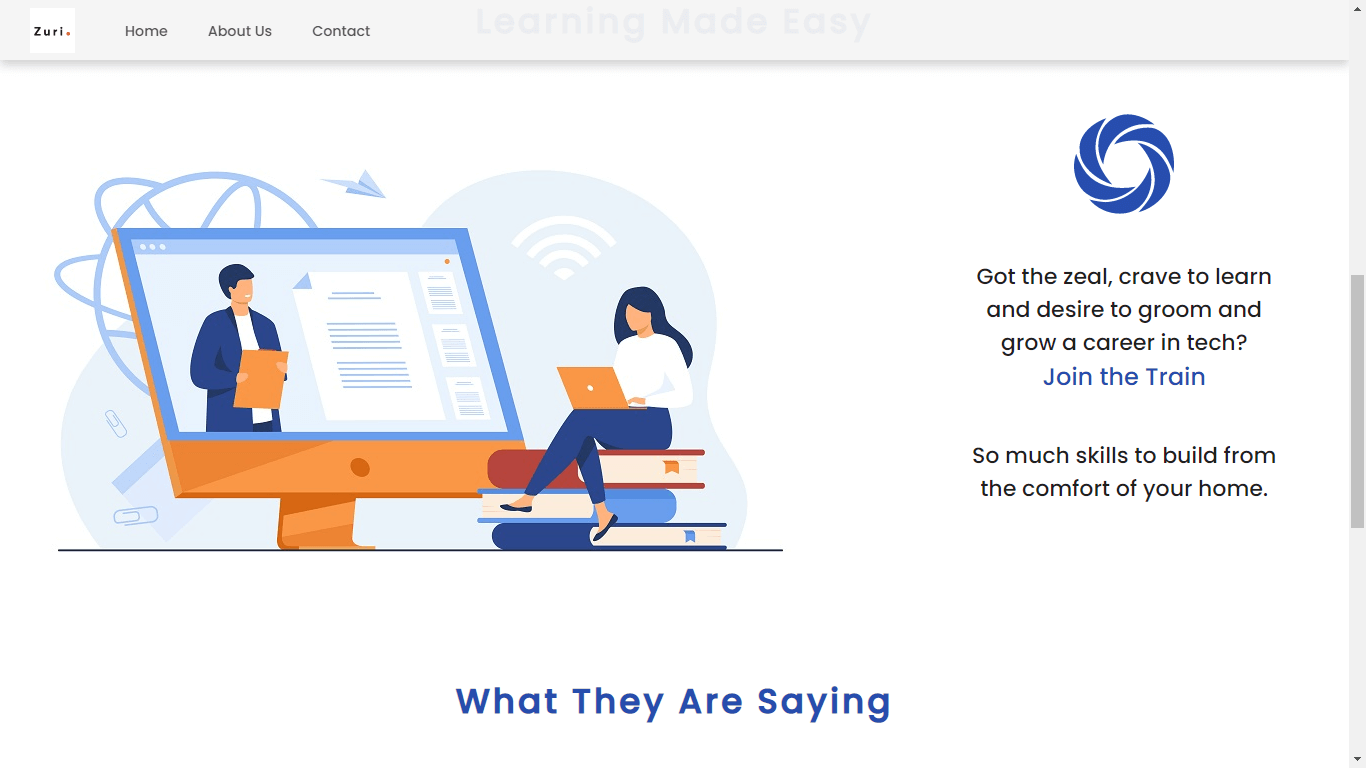 Learning Made Easy
Zuri.
Home
About Us
Contact
Got the zeal, crave to learn
and desire to groom and
grow a career in tech?
Join the Train
So much skills to build from
the comfort of your home.
What They Are Saying